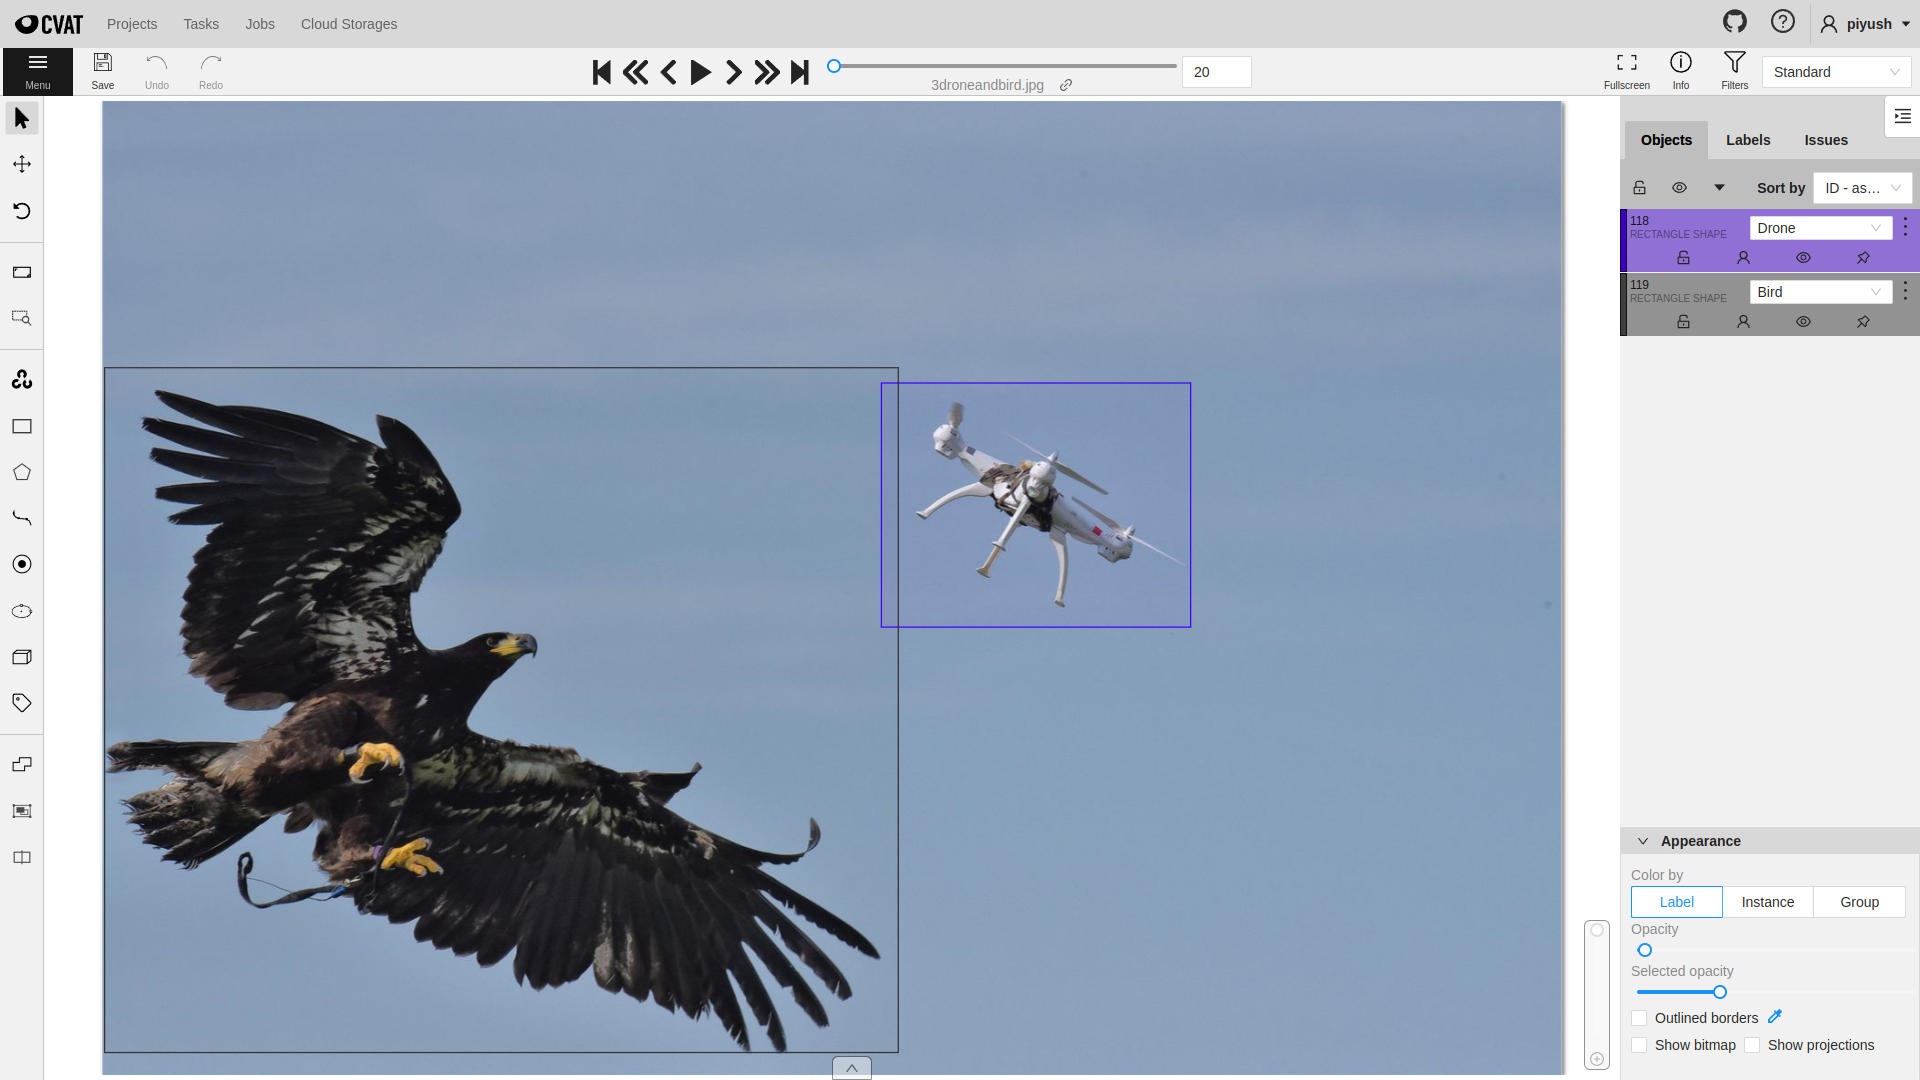 CVAT Projects Tasks Jobs Cloud Storages piyush
Menu Save Undo Redo 3droneandbird.jpg 20 Fullscreen Info Filters Standard
Objects Labels Issues
Sort by ID - as...
118
RECTANGLE SHAPE Drone
119
RECTANGLE SHAPE Bird
Appearance
Color by
Label Instance Group
Opacity
Selected opacity
Outlined borders
Show bitmap Show projections